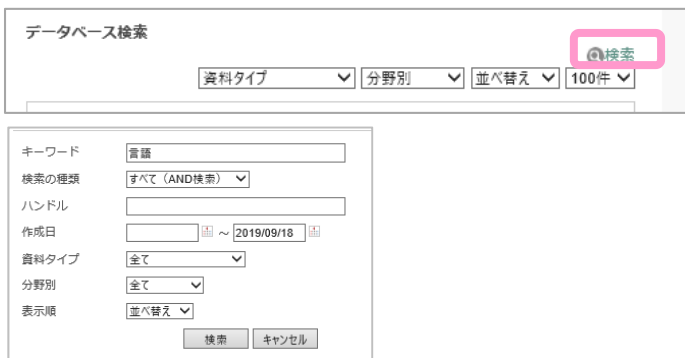 データベース検索
検索
資料タイプ 分野別 並べ替え 100件
キーワード 言語
検索の種類 すべて（AND検索）
ハンドル
作成日 ～ 2019/09/18
資料タイプ 全て
分野別 全て
表示順 並べ替え
検索 キャンセル